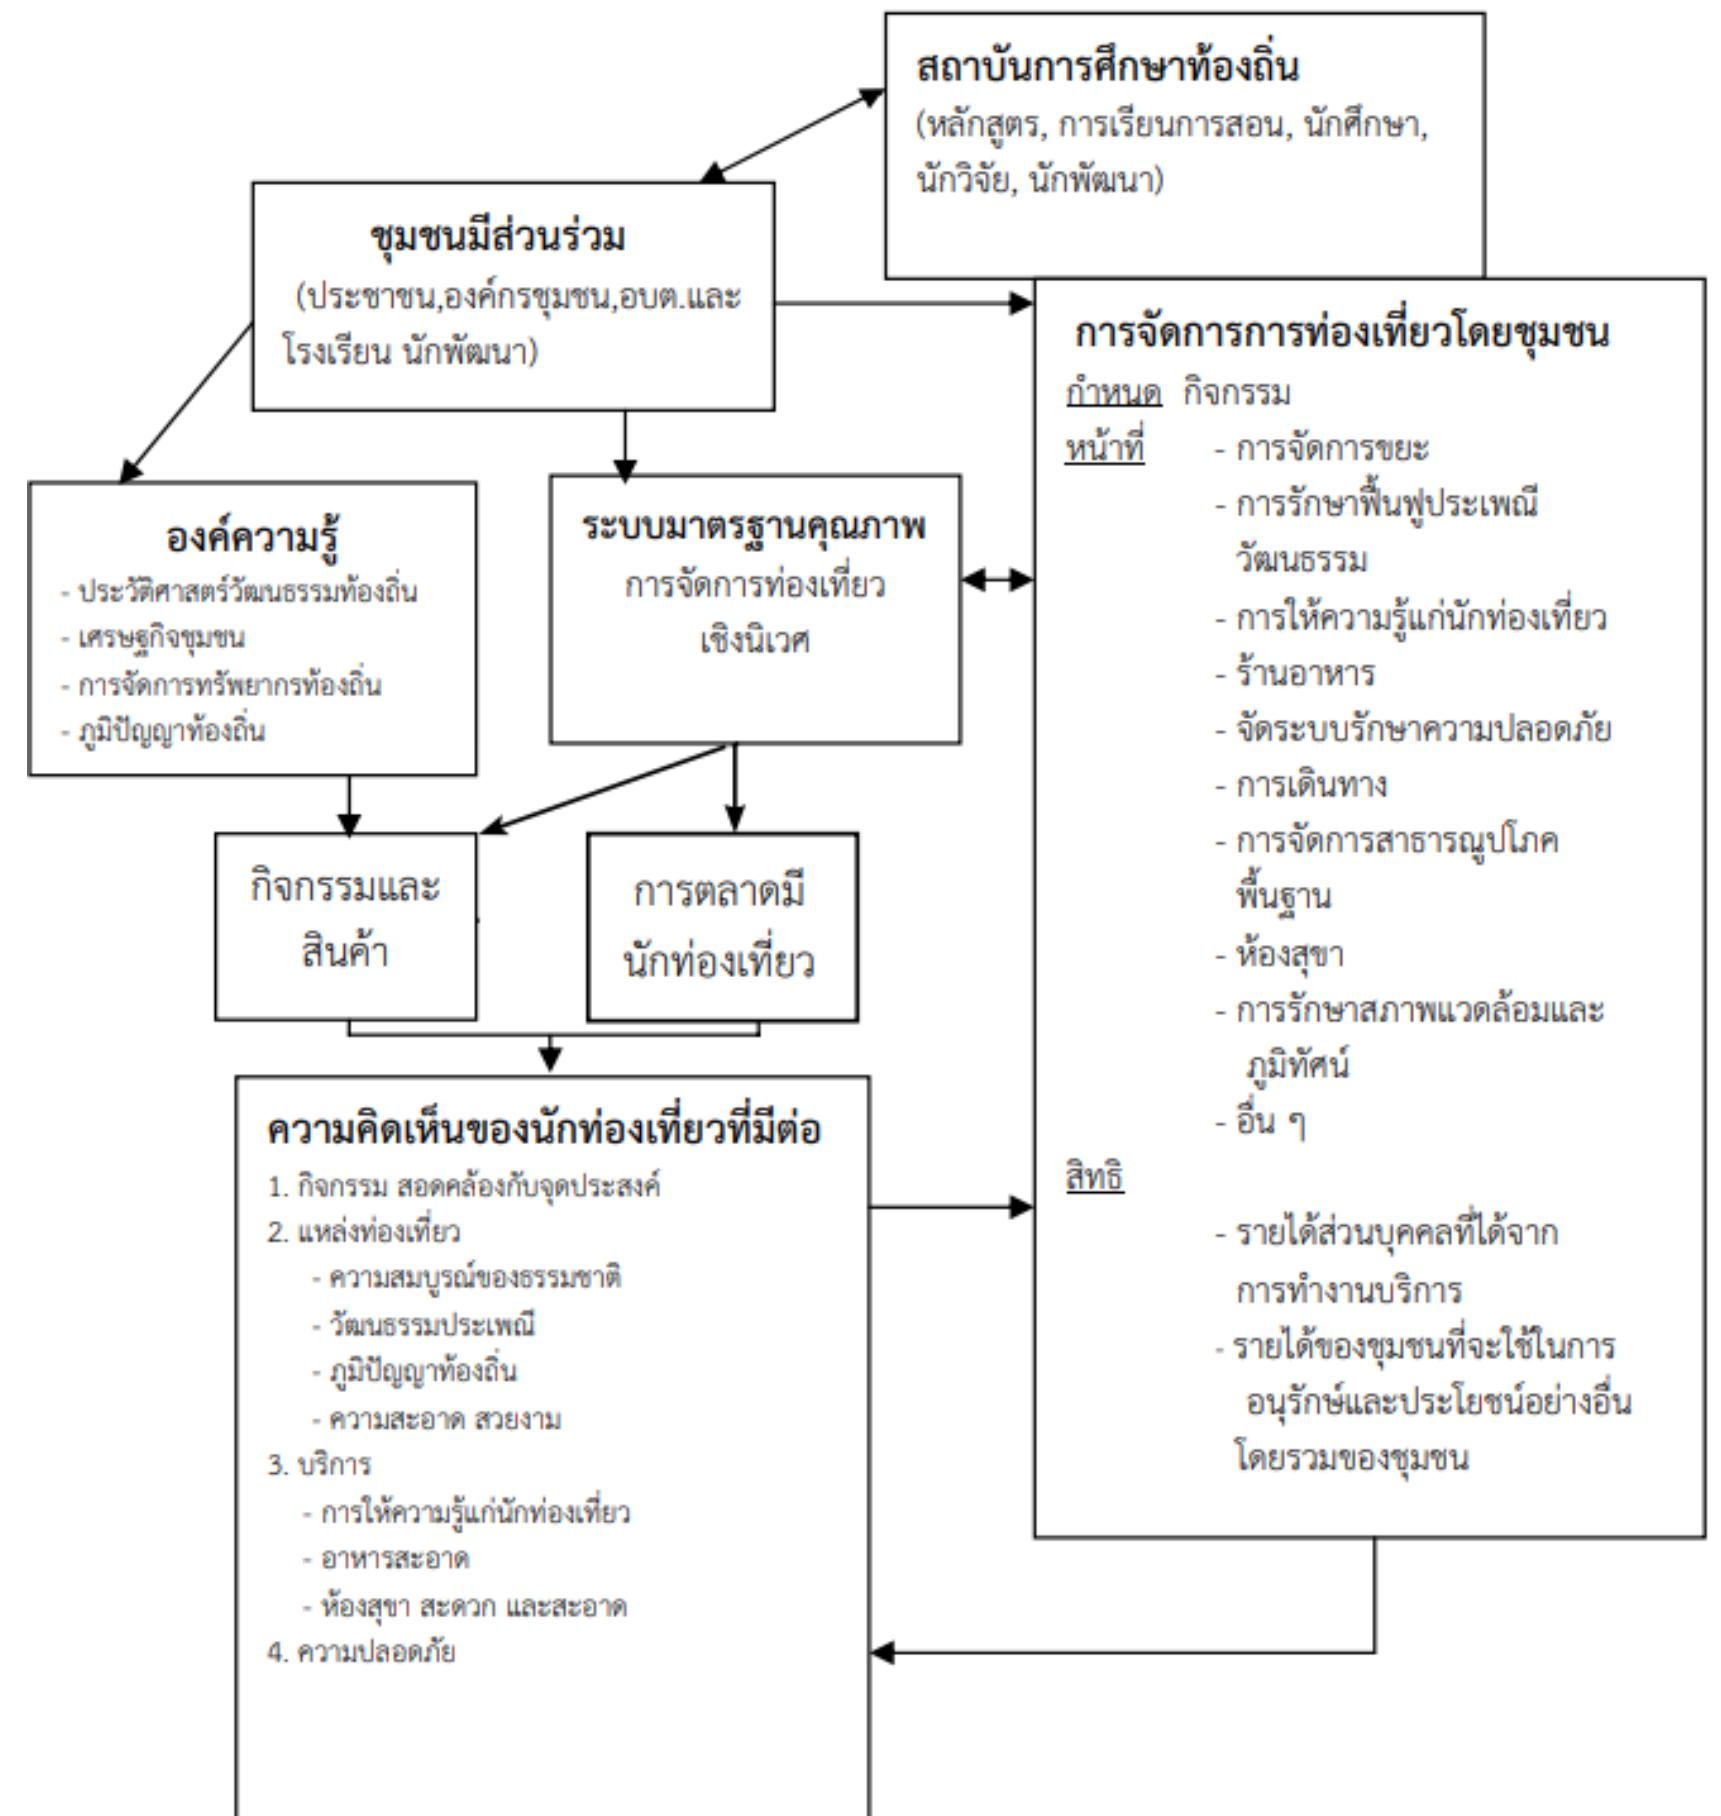 สถาบันการศึกษาท้องถิ่น
(หลักสูตร, การเรียนการสอน, นักศึกษา,
นักวิจัย, นักพัฒนา)
ชุมชนมีส่วนร่วม
(ประชาชน,องค์กรชุมชน,อบต.และ
โรงเรียน นักพัฒนา)
องค์ความรู้
- ประวัติศาสตร์วัฒนธรรมท้องถิ่น
- เศรษฐกิจชุมชน
- การจัดการทรัพยากรท้องถิ่น
- ภูมิปัญญาท้องถิ่น
ระบบมาตรฐานคุณภาพ
การจัดการท่องเที่ยว
เชิงนิเวศ
การจัดการการท่องเที่ยวโดยชุมชน
กำหนด กิจกรรม
หน้าที่ - การจัดการขยะ
- การรักษาฟื้นฟูประเพณี
วัฒนธรรม
- การให้ความรู้แก่นักท่องเที่ยว
- ร้านอาหาร
- จัดระบบรักษาความปลอดภัย
- การเดินทาง
- การจัดการสาธารณูปโภค
พื้นฐาน
- ห้องสุขา
- การรักษาสภาพแวดล้อมและ
ภูมิทัศน์
- อื่น ๆ
สิทธิ
- รายได้ส่วนบุคคลที่ได้จาก
การทำงานบริการ
- รายได้ของชุมชนที่จะใช้ในการ
อนุรักษ์และประโยชน์อย่างอื่น
โดยรวมของชุมชน
กิจกรรมและ
สินค้า
การตลาดมี
นักท่องเที่ยว
ความคิดเห็นของนักท่องเที่ยวที่มีต่อ
1. กิจกรรม สอดคล้องกับจุดประสงค์
2. แหล่งท่องเที่ยว
- ความสมบูรณ์ของธรรมชาติ
- วัฒนธรรมประเพณี
- ภูมิปัญญาท้องถิ่น
- ความสะอาด สวยงาม
3. บริการ
- การให้ความรู้แก่นักท่องเที่ยว
- อาหารสะอาด
- ห้องสุขา สะดวก และสะอาด
4. ความปลอดภัย